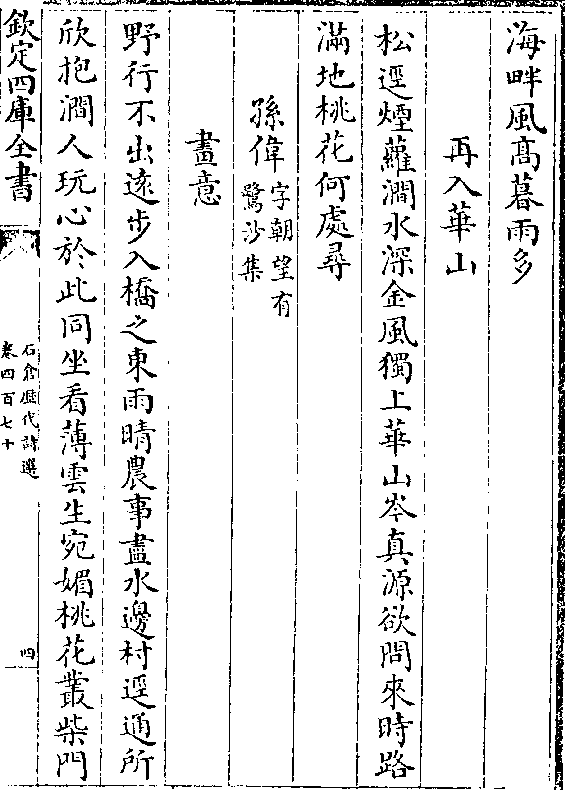 海畔風髙暮雨多
再入華山
松逕煙蘿澗水深金風獨上華山岑真源欲問來時路
滿地桃花何處尋
孫偉字朝望有
鷺沙集
畫意
野行不出逺步入橋之東雨晴農事盡水邊村逕通所
欣抱澗人玩心於此同坐看薄雲生宛媚桃花叢柴門
欽定四庫全書
石倉歴代詩選
卷四百七十
四